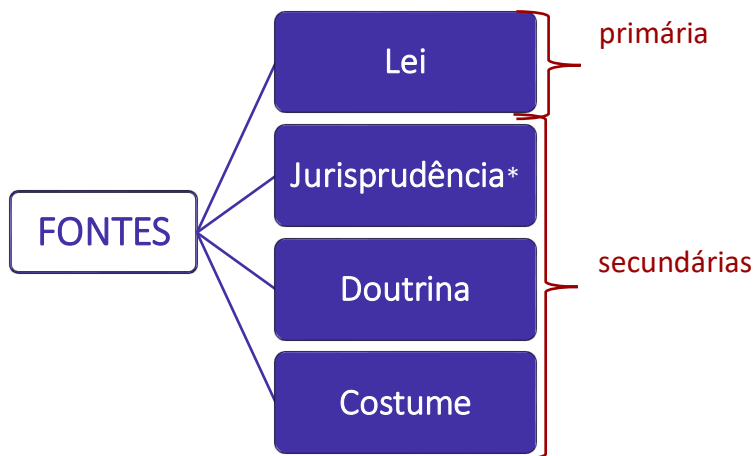 primária
Lei
Jurisprudência*
FONTES
secundárias
Doutrina
Costume